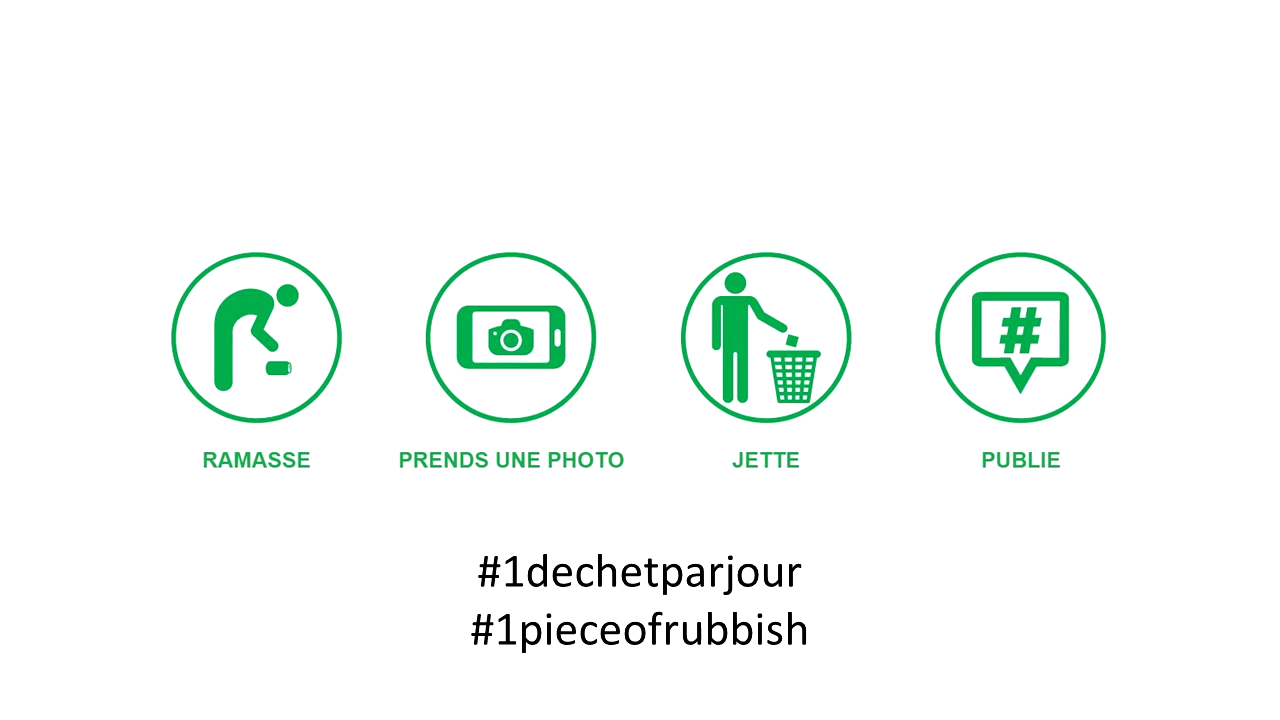 #
RAMASSE
PRENDS UNE PHOTO
JETTE
PUBLIE
#1dechetparjour
#1pieceofrubbish